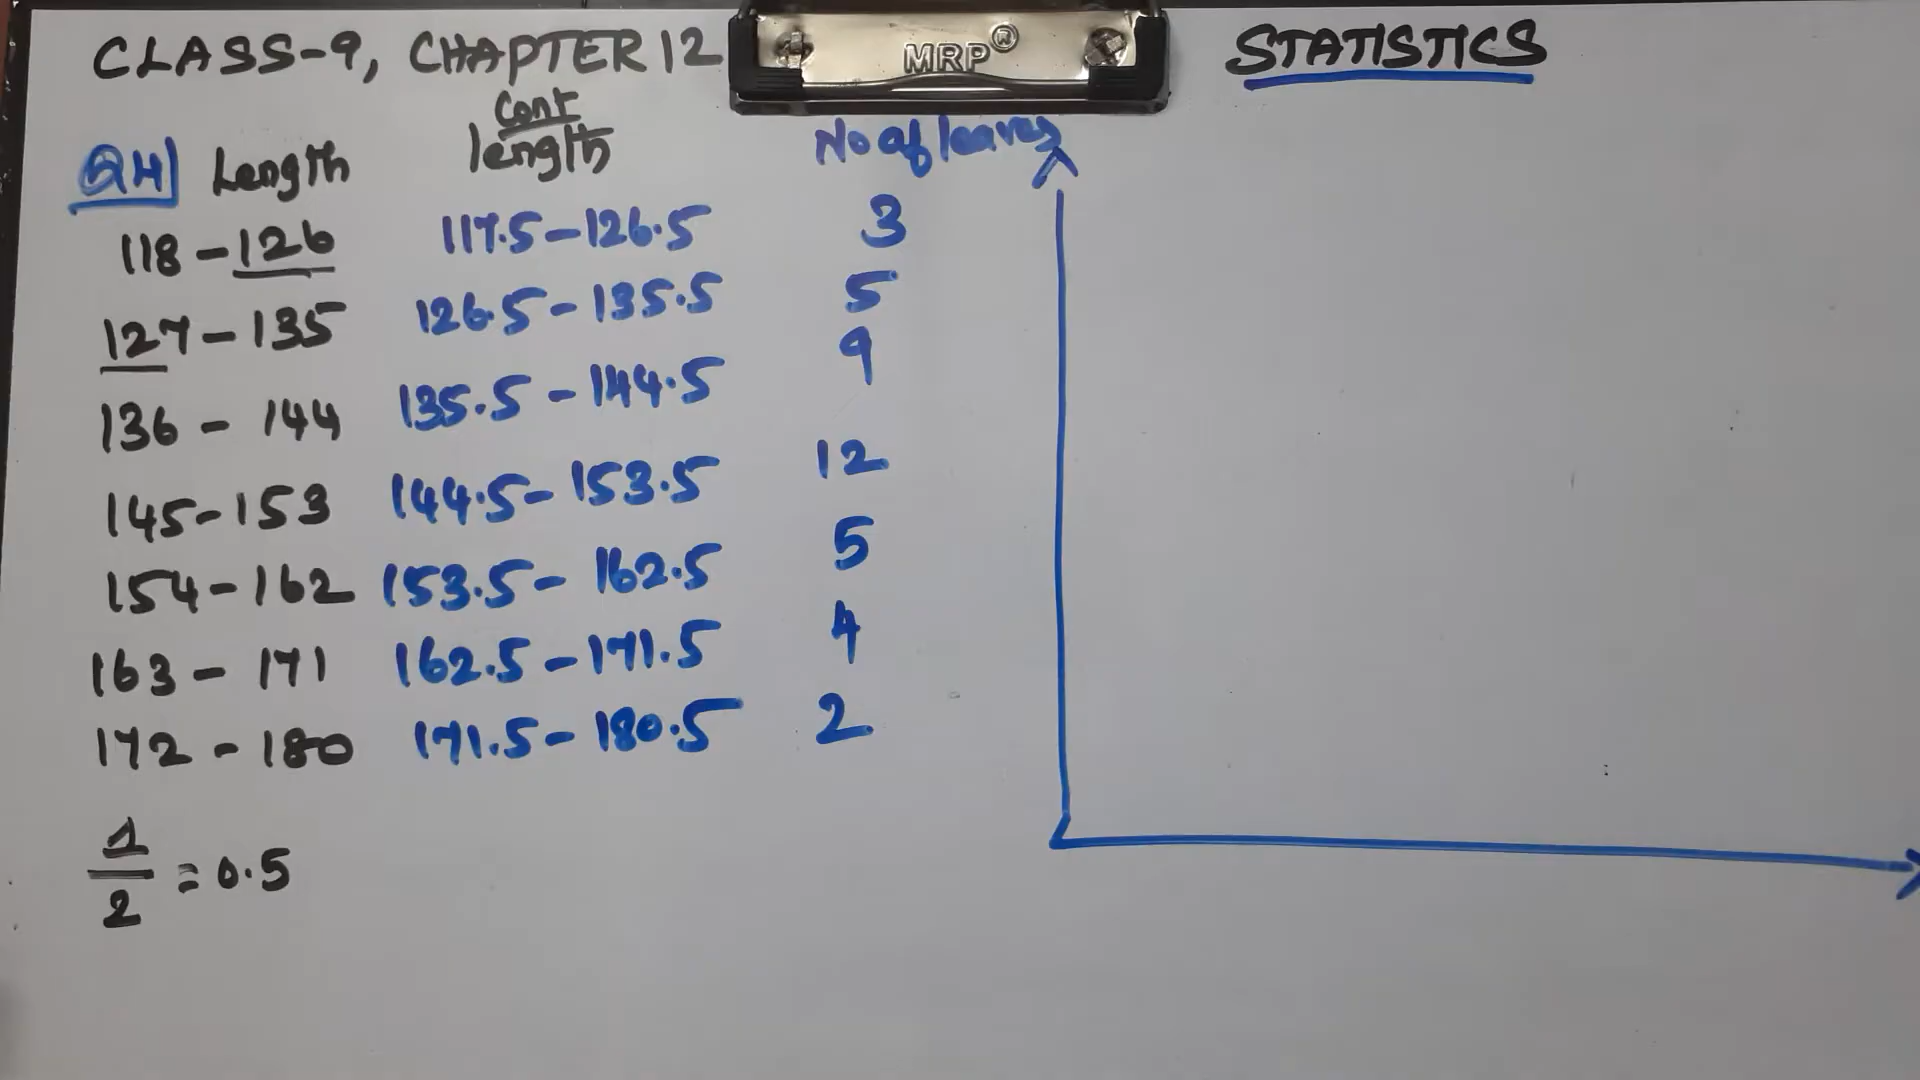 CLASS-9, CHAPTER 12
MRP®
STATISTICS
Q4) Length cont length No of leaves
118 - 126 117.5 - 126.5 3
127 - 135 126.5 - 135.5 5
136 - 144 135.5 - 144.5 9
145 - 153 144.5 - 153.5 12
154 - 162 153.5 - 162.5 5
163 - 171 162.5 - 171.5 4
172 - 180 171.5 - 180.5 2
1/2 = 0.5